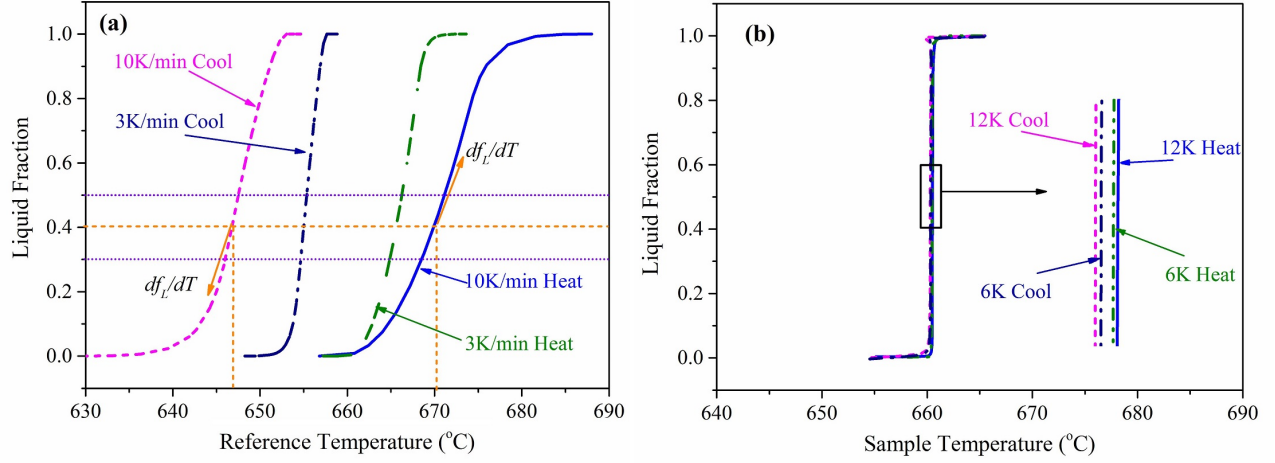 (a)
Liquid Fraction
1.0
0.8
0.6
0.4
0.2
0.0
10K/min Cool
3K/min Cool
df_L/dT
df_L/dT
10K/min Heat
3K/min Heat
630 640 650 660 670 680 690
Reference Temperature (°C)
(b)
Liquid Fraction
1.0
0.8
0.6
0.4
0.2
0.0
12K Cool
12K Heat
6K Cool
6K Heat
640 650 660 670 680 690
Sample Temperature (°C)